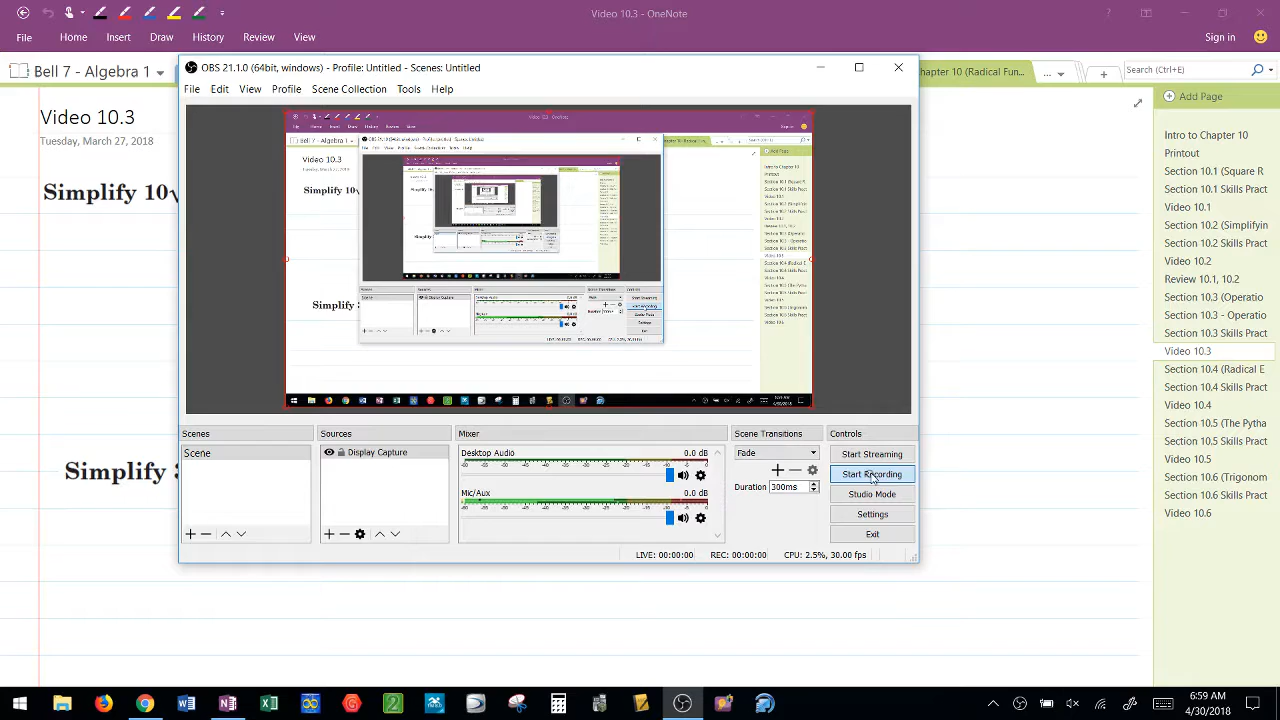 Video 10.3 - OneNote
File Home Insert Draw History Review View
Sign in
Bell 7 - Algebra 1
Chapter 10 (Radical Fun...
Search (Ctrl+E)
Video 10.3
Tuesday, March 27, 2018
Simplify 10√
Simplify 3
OBS 21.1.0 (64bit, windows) - Profile: Untitled - Scenes: Untitled
File Edit View Profile Scene Collection Tools Help
Scenes
Scene
Sources
Display Capture
Mixer
Desktop Audio 0.0 dB
Mic/Aux 0.0 dB
Scene Transitions
Fade
Duration 300ms
Controls
Start Streaming
Start Recording
Studio Mode
Settings
Exit
LIVE: 00:00:00 REC: 00:00:00 CPU: 2.5%, 30.00 fps
Add Page
Intro to Chapter 10
Printout
Section 10.1 (Square R
Section 10.1 Skills Pract
Video 10.1
Section 10.2 (Simplifyin
Section 10.2 Skills Pract
Video 10.2
Review 10.1, 10.2
Section 10.3 (Operatio
Section 10.3 - Operatio
Section 10.3 Skills Pract
Video 10.3
Section 10.4 (Radical E
Section 10.4 Skills Pract
Video 10.4
Section 10.5 (The Pytha
Section 10.5 Skills Pract
Video 10.5
Section 10.6 (Trigonom
Section 10.6 Skills Pract
Video 10.6
6:59 AM
4/30/2018